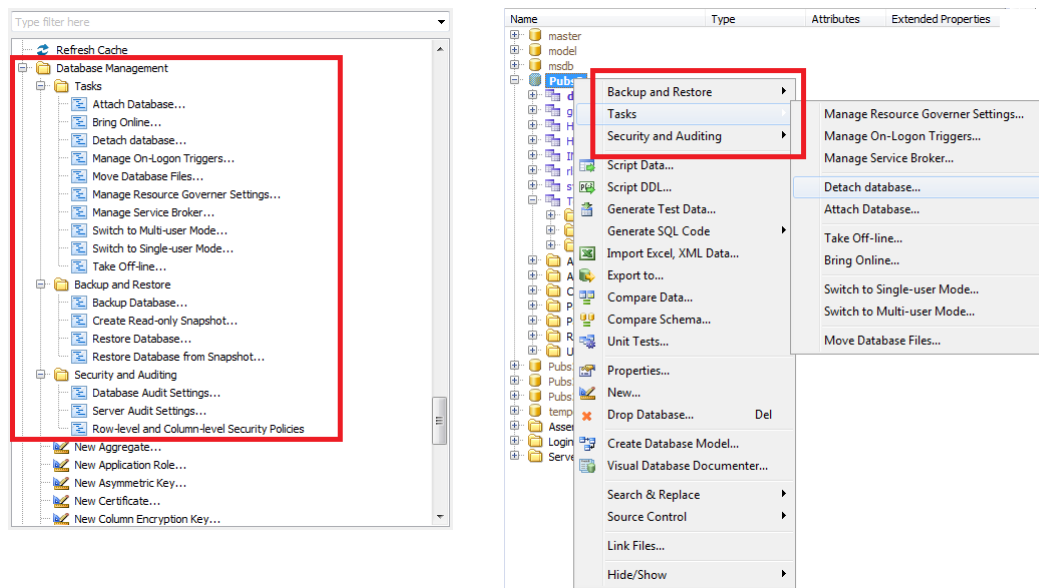 Type filter here
Refresh Cache
Database Management
Tasks
Attach Database...
Bring Online...
Detach database...
Manage On-Logon Triggers...
Move Database Files...
Manage Resource Governer Settings...
Manage Service Broker...
Switch to Multi-user Mode...
Switch to Single-user Mode...
Take Off-line...
Backup and Restore
Backup Database...
Create Read-only Snapshot...
Restore Database...
Restore Database from Snapshot...
Security and Auditing
Database Audit Settings...
Server Audit Settings...
Row-level and Column-level Security Policies
New Aggregate...
New Application Role...
New Asymmetric Key...
New Certificate...
New Column Encryption Key...
Name Type Attributes Extended Properties
master
model
msdb
Pubs
Pubs
Pubs
Pubs
temp
Asse
Login
Serve
Backup and Restore
Tasks
Security and Auditing
Script Data...
Script DDL...
Generate Test Data...
Generate SQL Code
Import Excel, XML Data...
Export to...
Compare Data...
Compare Schema...
Unit Tests...
Properties...
New...
Drop Database... Del
Create Database Model...
Visual Database Documenter...
Search & Replace
Source Control
Link Files...
Hide/Show
Manage Resource Governer Settings...
Manage On-Logon Triggers...
Manage Service Broker...
Detach database...
Attach Database...
Take Off-line...
Bring Online...
Switch to Single-user Mode...
Switch to Multi-user Mode...
Move Database Files...